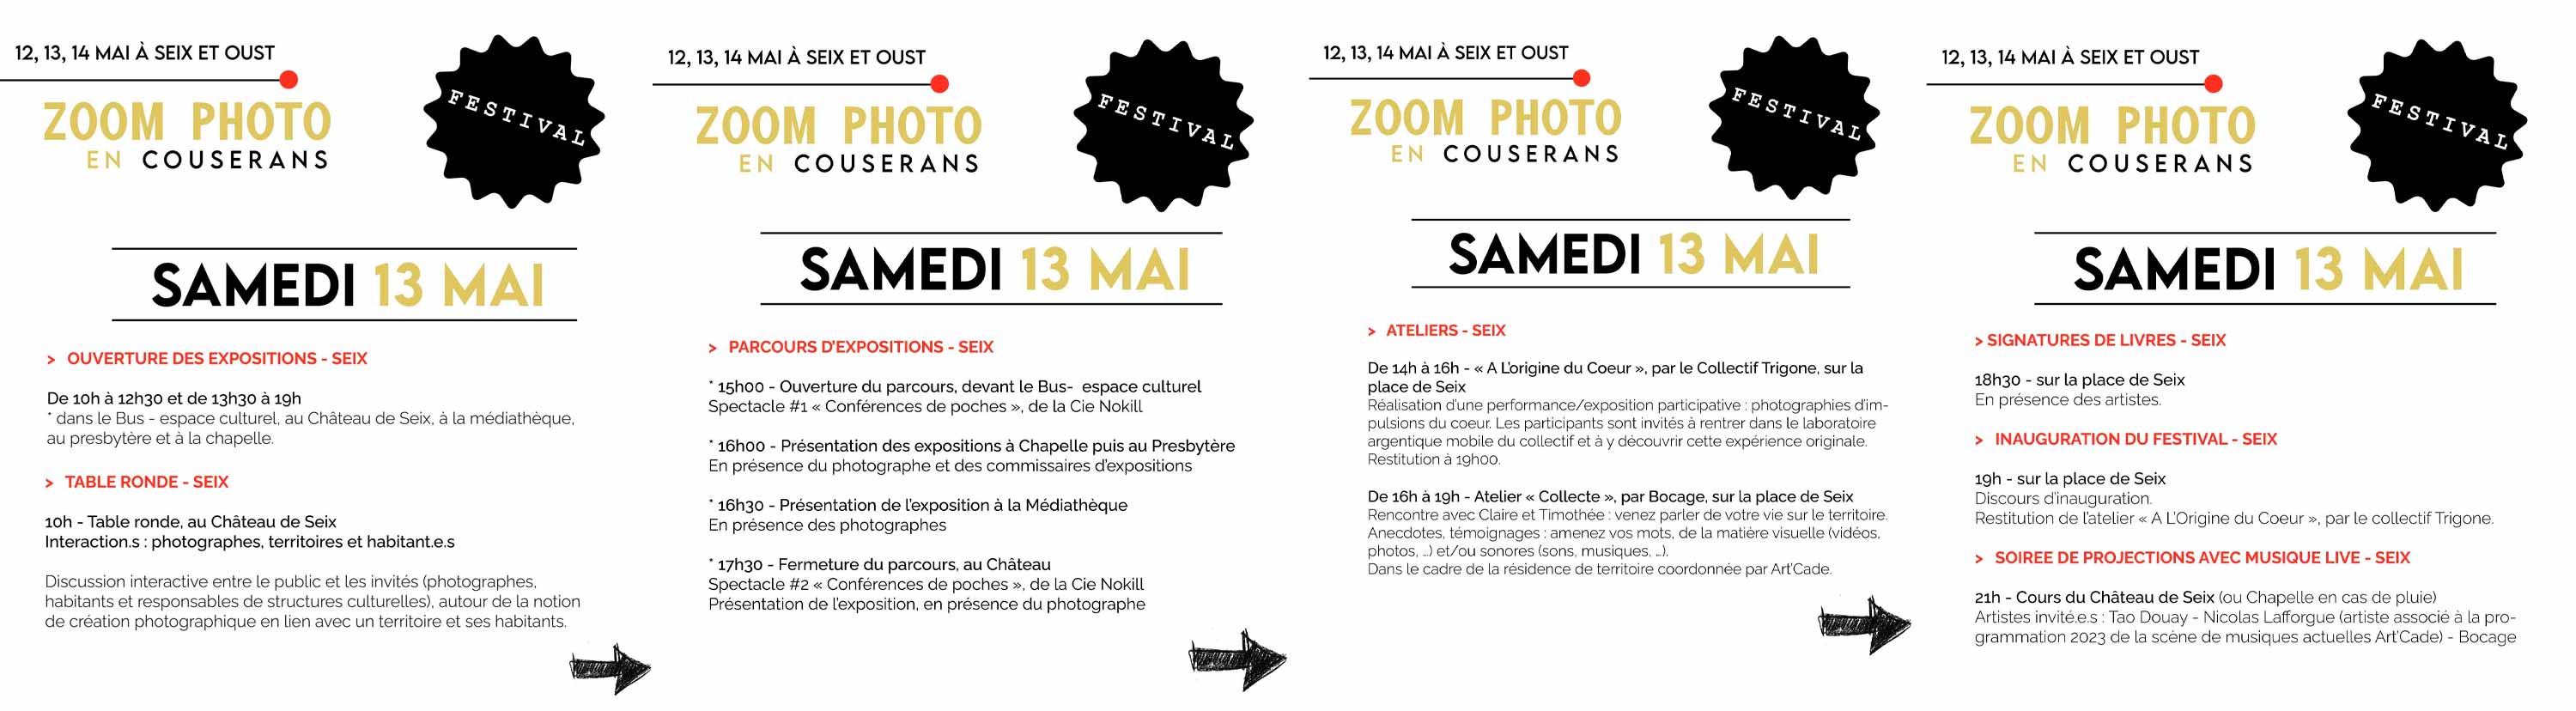 12, 13, 14 MAI À SEIX ET OUST
ZOOM PHOTO
EN COUSERANS
FESTIVAL
SAMEDI 13 MAI
> OUVERTURE DES EXPOSITIONS - SEIX
De 10h à 12h30 et de 13h30 à 19h
* dans le Bus - espace culturel, au Château de Seix, à la médiathèque,
au presbytère et à la chapelle.
> TABLE RONDE - SEIX
10h - Table ronde, au Château de Seix
Interaction.s : photographes, territoires et habitant.e.s
Discussion interactive entre le public et les invités (photographes,
habitants et responsables de structures culturelles), autour de la notion
de création photographique en lien avec un territoire et ses habitants.
12, 13, 14 MAI À SEIX ET OUST
ZOOM PHOTO
EN COUSERANS
FESTIVAL
SAMEDI 13 MAI
> PARCOURS D'EXPOSITIONS - SEIX
* 15h00 - Ouverture du parcours, devant le Bus- espace culturel
Spectacle #1 « Conférences de poches », de la Cie Nokill
* 16h00 - Présentation des expositions à Chapelle puis au Presbytère
En présence du photographe et des commissaires d'expositions
* 16h30 - Présentation de l'exposition à la Médiathèque
En présence des photographes
* 17h30 - Fermeture du parcours, au Château
Spectacle #2 « Conférences de poches », de la Cie Nokill
Présentation de l'exposition, en présence du photographe
12, 13, 14 MAI À SEIX ET OUST
ZOOM PHOTO
EN COUSERANS
FESTIVAL
SAMEDI 13 MAI
> ATELIERS - SEIX
De 14h à 16h - « A L'origine du Coeur », par le Collectif Trigone, sur la
place de Seix
Réalisation d'une performance/exposition participative : photographies d'im-
pulsions du coeur. Les participants sont invités à rentrer dans le laboratoire
argentique mobile du collectif et à y découvrir cette expérience originale.
Restitution à 19h00.
De 16h à 19h - Atelier « Collecte », par Bocage, sur la place de Seix
Rencontre avec Claire et Timothée : venez parler de votre vie sur le territoire.
Anecdotes, témoignages : amenez vos mots, de la matière visuelle (vidéos,
photos, ...) et/ou sonores (sons, musiques, ...).
Dans le cadre de la résidence de territoire coordonnée par Art'Cade.
12, 13, 14 MAI À SEIX ET OUST
ZOOM PHOTO
EN COUSERANS
FESTIVAL
SAMEDI 13 MAI
> SIGNATURES DE LIVRES - SEIX
18h30 - sur la place de Seix
En présence des artistes.
> INAUGURATION DU FESTIVAL - SEIX
19h - sur la place de Seix
Discours d'inauguration.
Restitution de l'atelier « A L'Origine du Coeur », par le collectif Trigone.
> SOIREE DE PROJECTIONS AVEC MUSIQUE LIVE - SEIX
21h - Cours du Château de Seix (ou Chapelle en cas de pluie)
Artistes invité.e.s : Tao Douay - Nicolas Lafforgue (artiste associé à la pro-
grammation 2023 de la scène de musiques actuelles Art'Cade) - Bocage